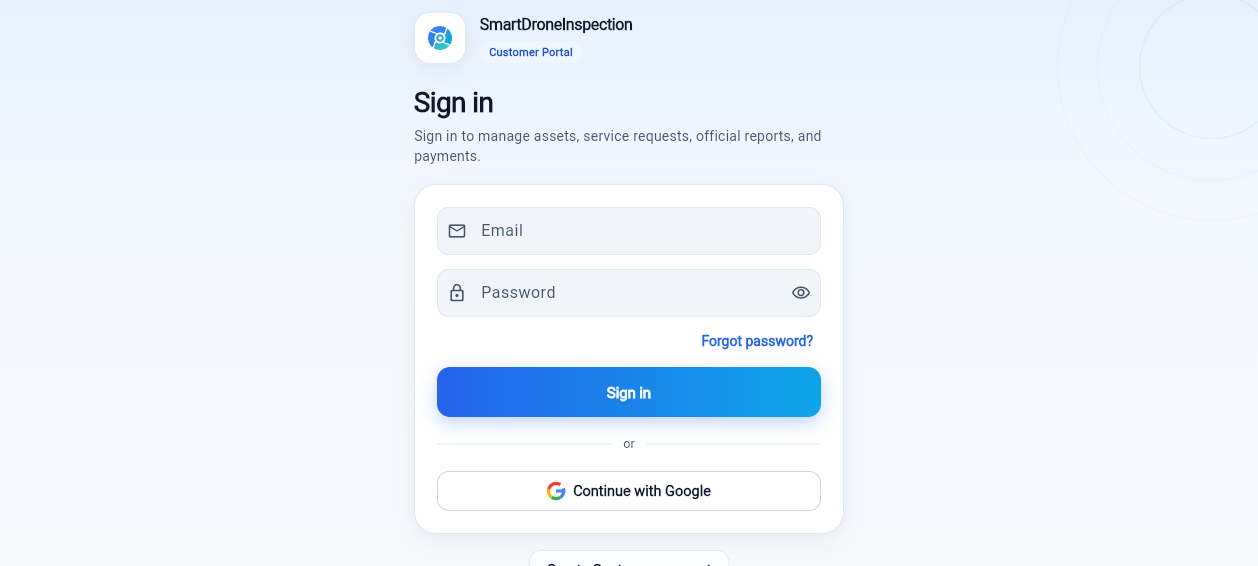 SmartDroneInspection
Customer Portal
Sign in
Sign in to manage assets, service requests, official reports, and
payments.
Email
Password
Forgot password?
Sign in
or
Continue with Google